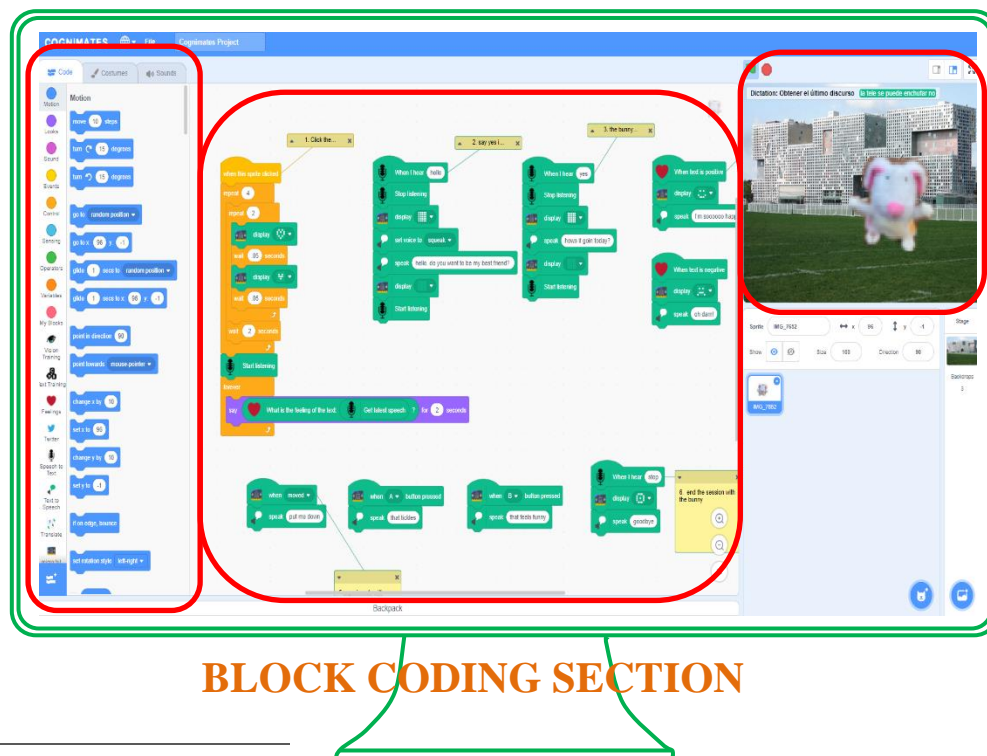 COGNIMATES
Cognimates Project
Code
Costumes
Sounds
Motion
Looks
Sound
Events
Control
Sensing
Operators
Variables
My Blocks
Vision
Training
Text Training
Feelings
Twitter
Speech to
Text
Text to
Speech
Translate
Motion
move 10 steps
turn 15 degrees
turn 15 degrees
go to random position
go to x: 96 y: -1
glide 1 secs to random position
glide 1 secs to x: 96 y: -1
point in direction 90
point towards mouse-pointer
change x by 10
set x to 96
change y by 10
set y to -1
if on edge, bounce
set rotation style left-right
1. Click the...
when this sprite clicked
repeat 4
repeat
display
wait seconds
display
wait seconds
wait seconds
Start listening
forever
say What is the feeling of the text: Get latest speech ? for 2 seconds
2. say yes i...
When I hear hello
Stop listening
display
set voice to squeak
speak hello do you want to be my best friend?
display
Start listening
3. the bunny...
When I hear yes
Stop listening
display
speak hows it goin today?
display
Start listening
When text is positive
display
speak I'm soooooo happ
When text is negative
display
speak oh darn!
when moved
speak put me down
when A button pressed
speak that tickles
when B button pressed
speak that feels funny
When I hear stop
display
speak goodbye
6. end the session with
the bunny
Backpack
Dictation: Obtener el último discurso la tele se puede enchufar no
Sprite IMG_7652 x 96 y -1
Show Size 100 Direction 90
IMG_7652
Stage
Backdrops
3
BLOCK CODING SECTION